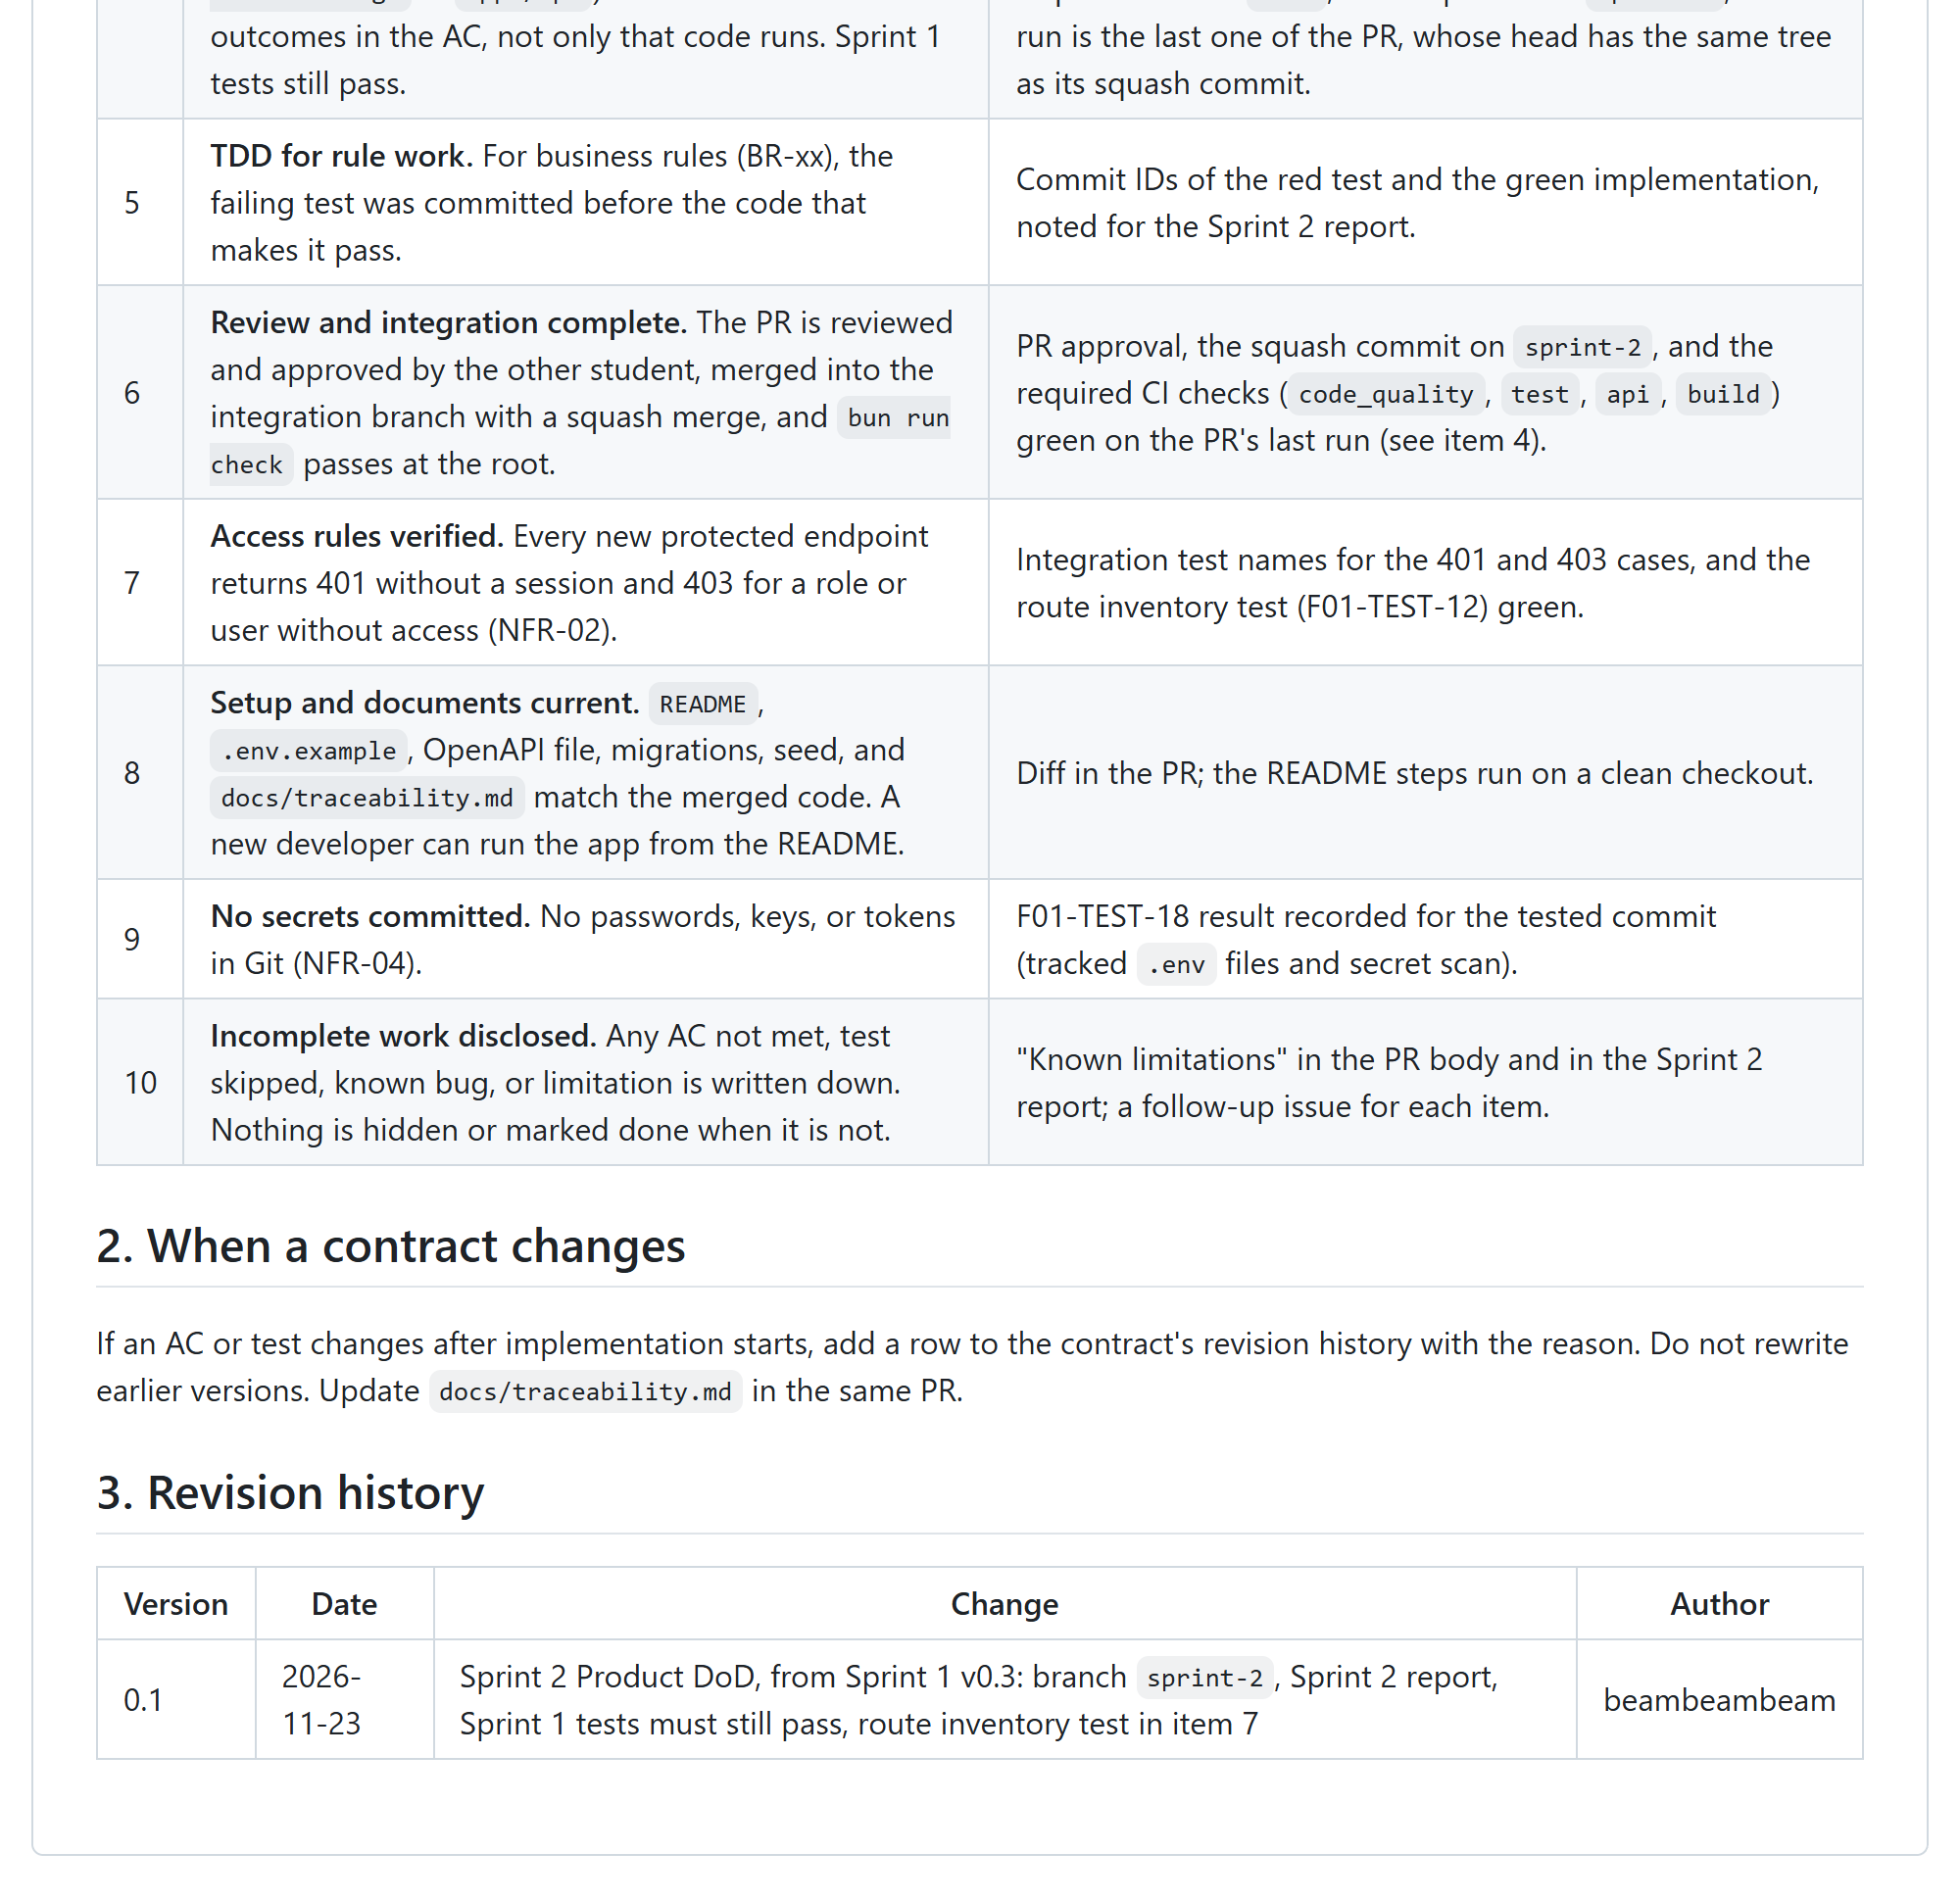 outcomes in the AC, not only that code runs. Sprint 1
tests still pass.
run is the last one of the PR, whose head has the same tree
as its squash commit.
5
TDD for rule work. For business rules (BR-xx), the
failing test was committed before the code that
makes it pass.
Commit IDs of the red test and the green implementation,
noted for the Sprint 2 report.
6
Review and integration complete. The PR is reviewed
and approved by the other student, merged into the
integration branch with a squash merge, and bun run
check passes at the root.
PR approval, the squash commit on sprint-2, and the
required CI checks (code_quality, test, api, build)
green on the PR's last run (see item 4).
7
Access rules verified. Every new protected endpoint
returns 401 without a session and 403 for a role or
user without access (NFR-02).
Integration test names for the 401 and 403 cases, and the
route inventory test (F01-TEST-12) green.
8
Setup and documents current. README,
.env.example, OpenAPI file, migrations, seed, and
docs/traceability.md match the merged code. A
new developer can run the app from the README.
Diff in the PR; the README steps run on a clean checkout.
9
No secrets committed. No passwords, keys, or tokens
in Git (NFR-04).
F01-TEST-18 result recorded for the tested commit
(tracked .env files and secret scan).
10
Incomplete work disclosed. Any AC not met, test
skipped, known bug, or limitation is written down.
Nothing is hidden or marked done when it is not.
"Known limitations" in the PR body and in the Sprint 2
report; a follow-up issue for each item.
2. When a contract changes
If an AC or test changes after implementation starts, add a row to the contract's revision history with the reason. Do not rewrite
earlier versions. Update docs/traceability.md in the same PR.
3. Revision history
Version Date Change Author
0.1
2026-
11-23
Sprint 2 Product DoD, from Sprint 1 v0.3: branch sprint-2, Sprint 2 report,
Sprint 1 tests must still pass, route inventory test in item 7
beambeambeam